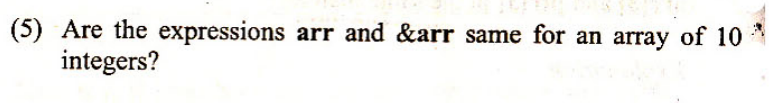 (5) Are the expressions arr and &arr same for an array of 10
integers?